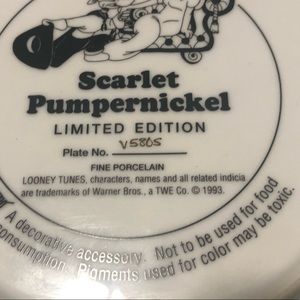 Scarlet
Pumpernickel
LIMITED EDITION
Plate No. V5865
FINE PORCELAIN
LOONEY TUNES, characters, names and all related indicia
are trademarks of Warner Bros., a TWE Co. © 1993.
A decorative accessory. Not to be used for food
consumption. Pigments used for color may be toxic.